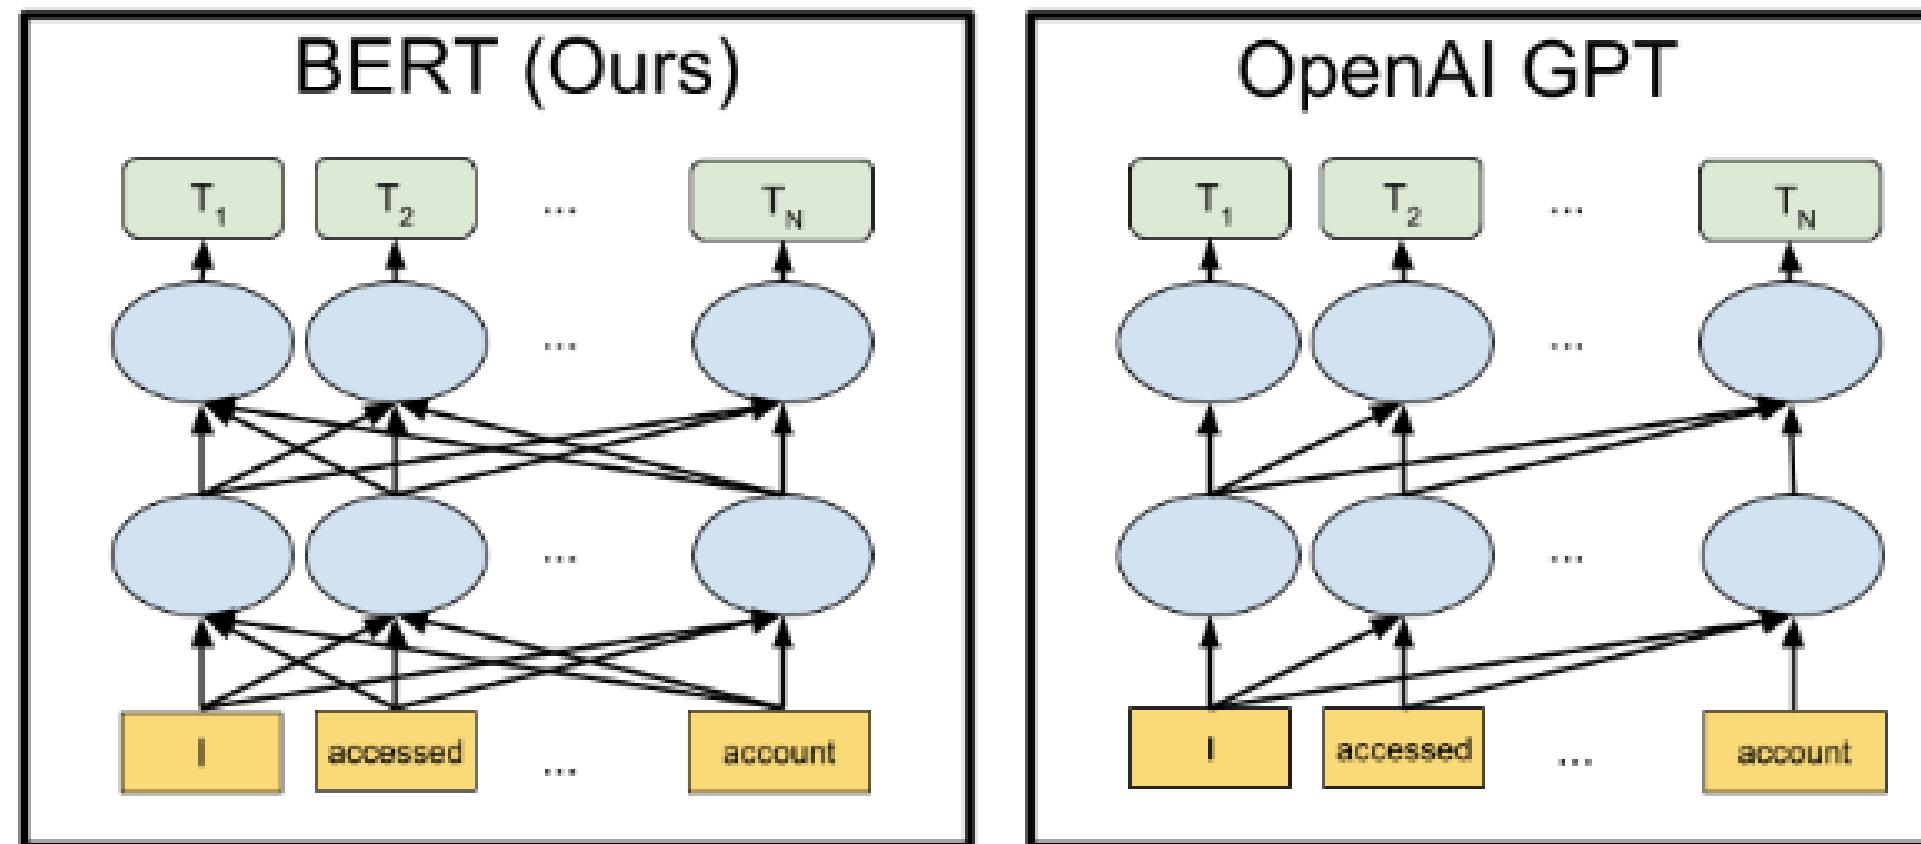 BERT (Ours)
T1 T2 ... TN
...
...
I accessed ... account
OpenAI GPT
T1 T2 ... TN
...
...
I accessed ... account